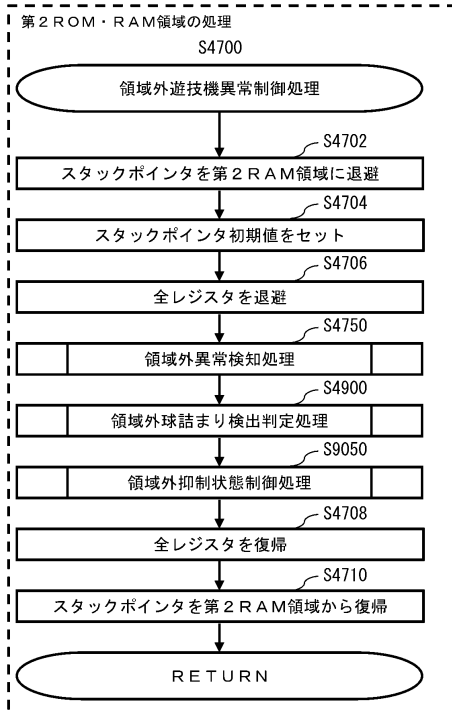 第２ＲＯＭ・ＲＡＭ領域の処理
S4700
領域外遊技機異常制御処理
S4702
スタックポインタを第２ＲＡＭ領域に退避
S4704
スタックポインタ初期値をセット
S4706
全レジスタを退避
S4750
領域外異常検知処理
S4900
領域外球詰まり検出判定処理
S9050
領域外抑制状態制御処理
S4708
全レジスタを復帰
S4710
スタックポインタを第２ＲＡＭ領域から復帰
ＲＥＴＵＲＮ